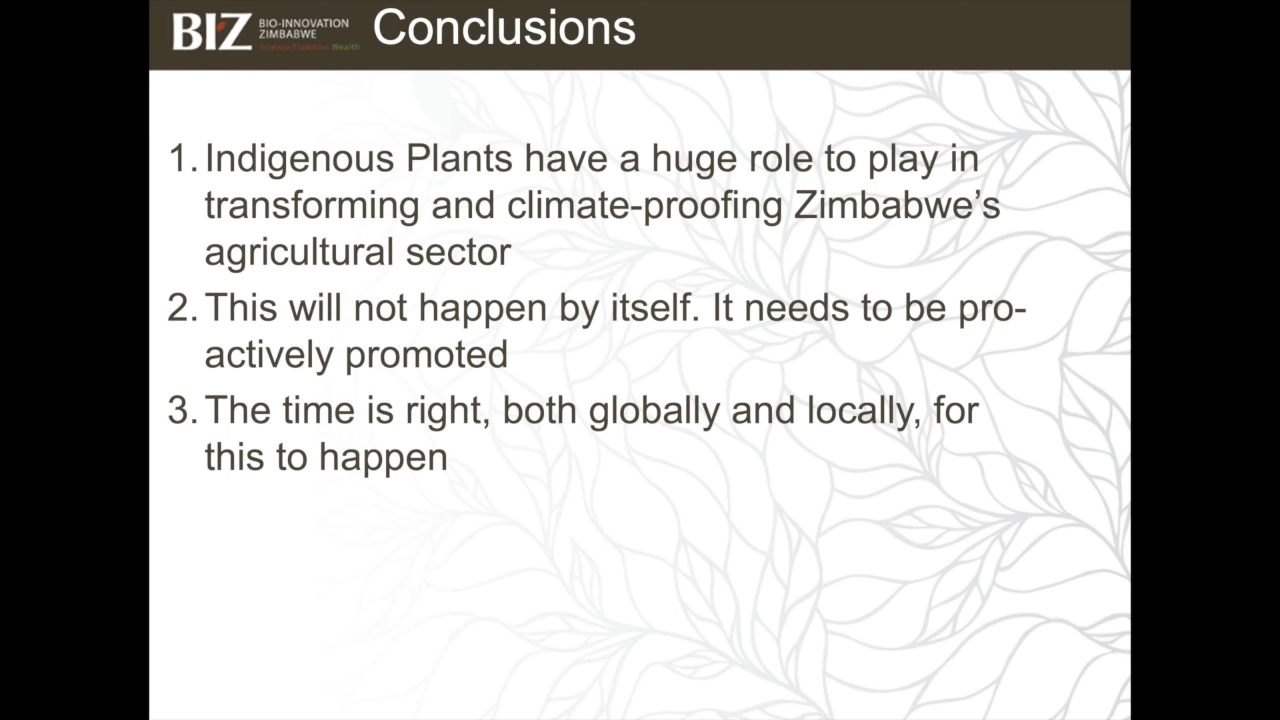 BIZ BIO-INNOVATION
ZIMBABWE
Science Tradition Wealth
Conclusions
1. Indigenous Plants have a huge role to play in
transforming and climate-proofing Zimbabwe’s
agricultural sector
2. This will not happen by itself. It needs to be pro-
actively promoted
3. The time is right, both globally and locally, for
this to happen